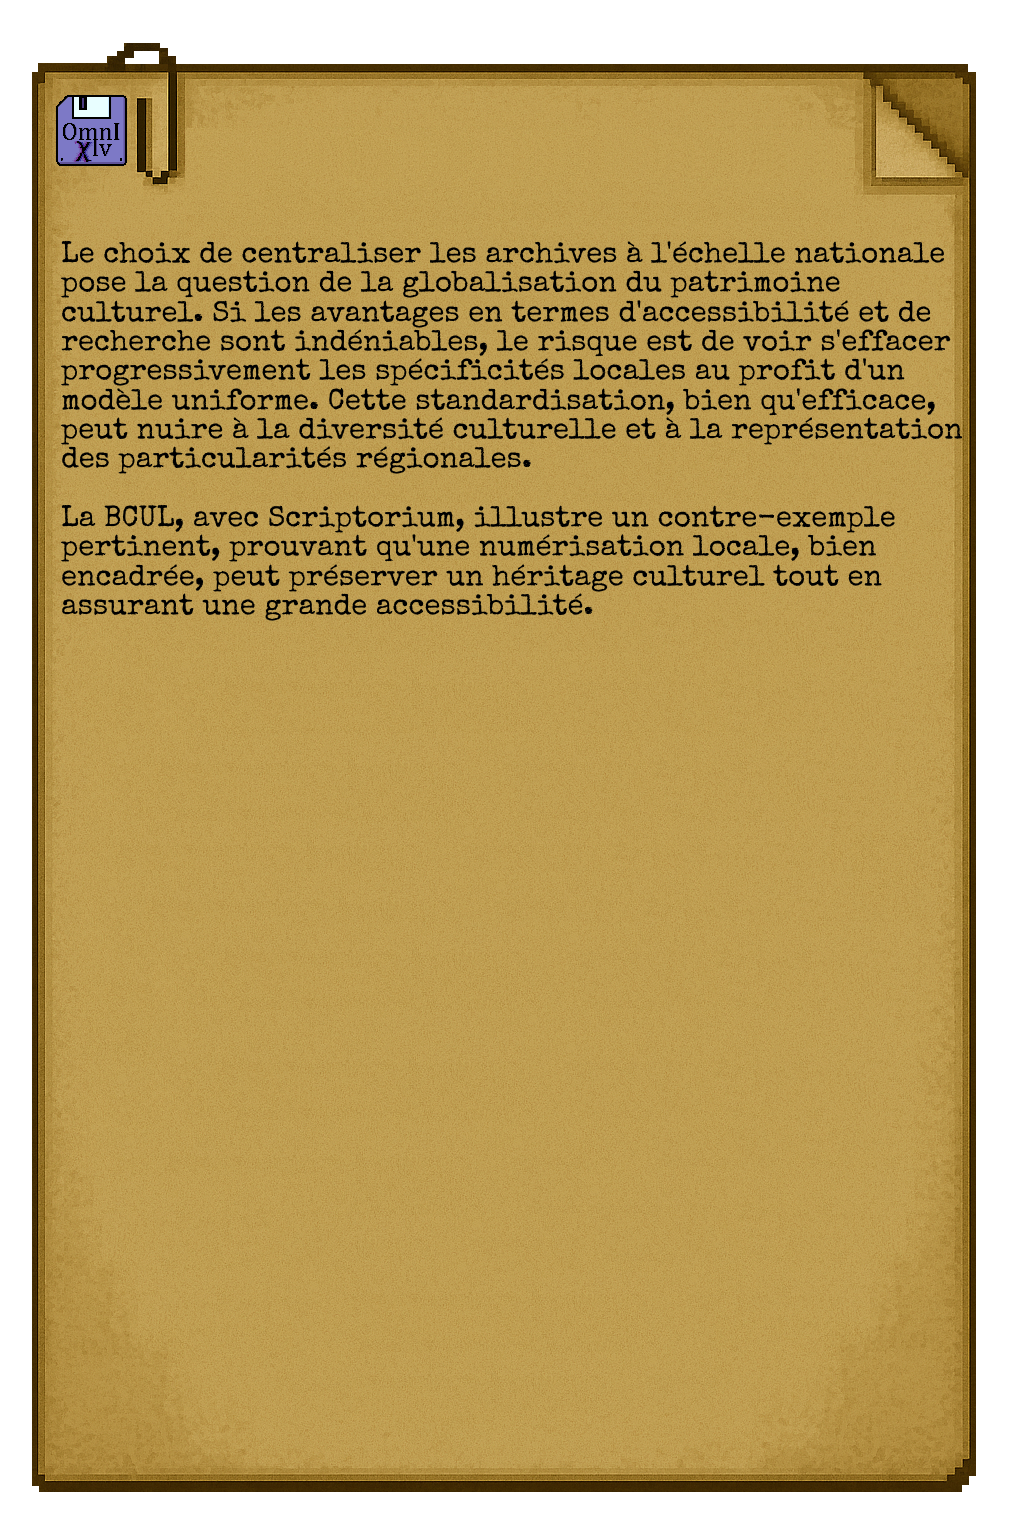 OmnI
χIv
Le choix de centraliser les archives à l'échelle nationale
pose la question de la globalisation du patrimoine
culturel. Si les avantages en termes d'accessibilité et de
recherche sont indéniables, le risque est de voir s'effacer
progressivement les spécificités locales au profit d'un
modèle uniforme. Cette standardisation, bien qu'efficace,
peut nuire à la diversité culturelle et à la représentation
des particularités régionales.
La BCUL, avec Scriptorium, illustre un contre-exemple
pertinent, prouvant qu'une numérisation locale, bien
encadrée, peut préserver un héritage culturel tout en
assurant une grande accessibilité.